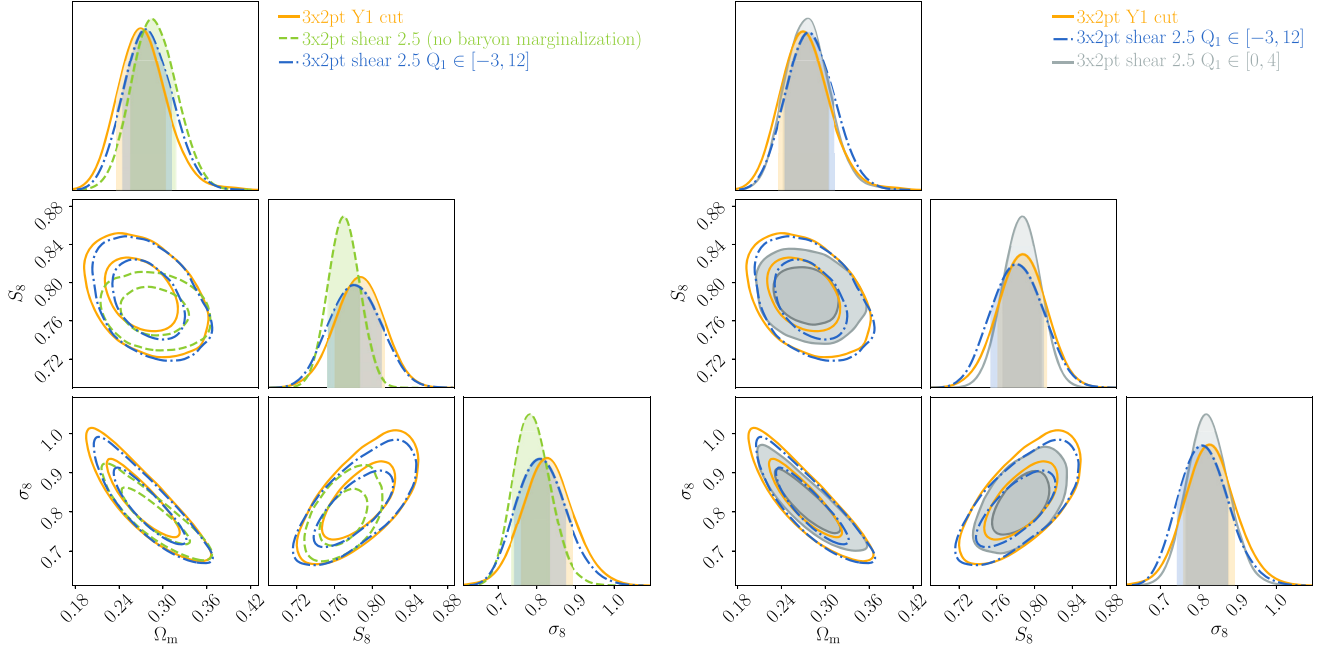 3x2pt Y1 cut
3x2pt shear 2.5 (no baryon marginalization)
3x2pt shear 2.5 Q₁ ∈ [−3, 12]
0.88
0.84
0.80
0.76
0.72
S₈
1.0
0.9
0.8
0.7
σ₈
0.18 0.24 0.30 0.36 0.42
Ωₘ
0.72 0.76 0.80 0.84 0.88
S₈
0.7 0.8 0.9 1.0
σ₈
3x2pt Y1 cut
3x2pt shear 2.5 Q₁ ∈ [−3, 12]
3x2pt shear 2.5 Q₁ ∈ [0, 4]
0.88
0.84
0.80
0.76
0.72
S₈
1.0
0.9
0.8
0.7
σ₈
0.18 0.24 0.30 0.36 0.42
Ωₘ
0.72 0.76 0.80 0.84 0.88
S₈
0.7 0.8 0.9 1.0
σ₈